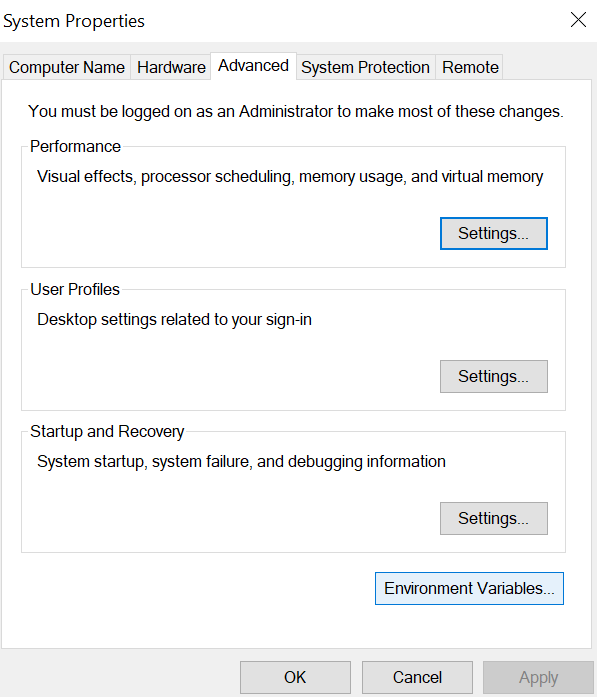 System Properties
Computer Name Hardware Advanced System Protection Remote
You must be logged on as an Administrator to make most of these changes.
Performance
Visual effects, processor scheduling, memory usage, and virtual memory
Settings...
User Profiles
Desktop settings related to your sign-in
Settings...
Startup and Recovery
System startup, system failure, and debugging information
Settings...
Environment Variables...
OK Cancel Apply